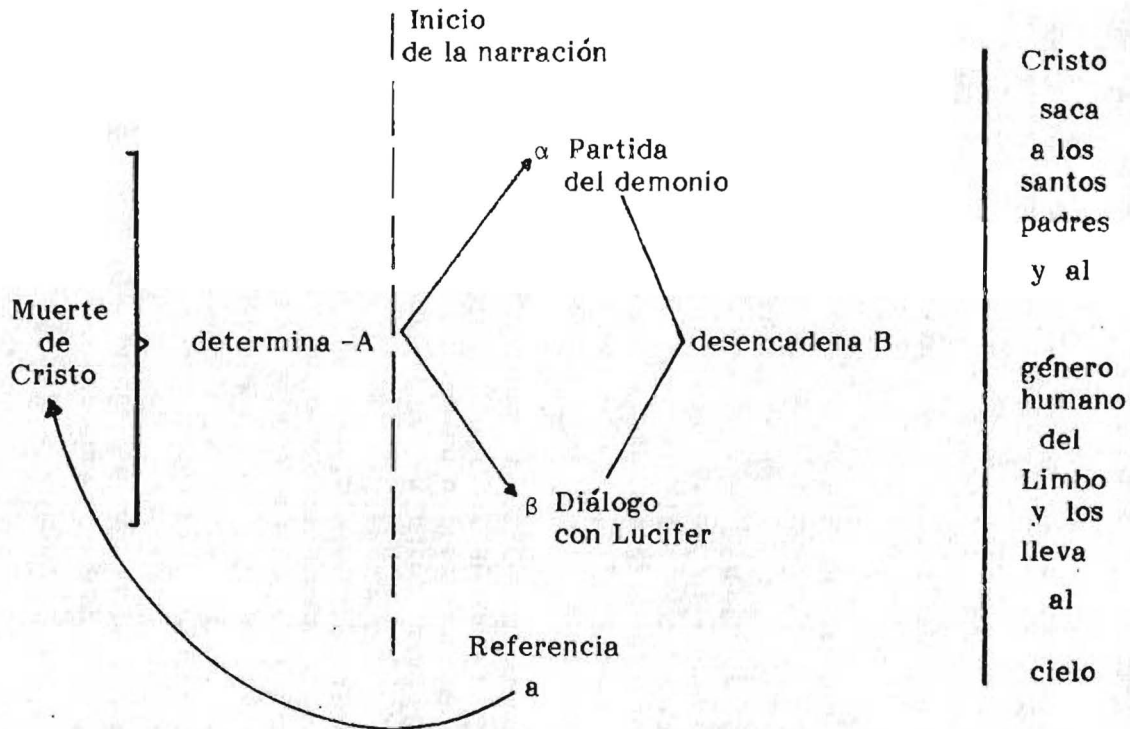 Inicio
de la narración
Muerte
de
Cristo
determina -A
α Partida
del demonio
β Diálogo
con Lucifer
desencadena B
Referencia
a
Cristo
saca
a los
santos
padres
y al
género
humano
del
Limbo
y los
lleva
al
cielo